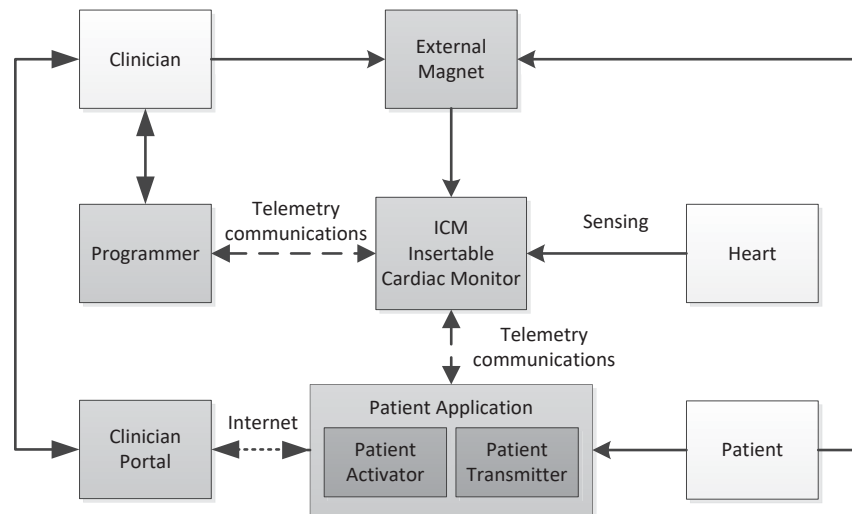 Clinician
External
Magnet
Telemetry
communications
Programmer
ICM
Insertable
Cardiac Monitor
Sensing
Heart
Telemetry
communications
Patient Application
Internet
Clinician
Portal
Patient
Activator
Patient
Transmitter
Patient